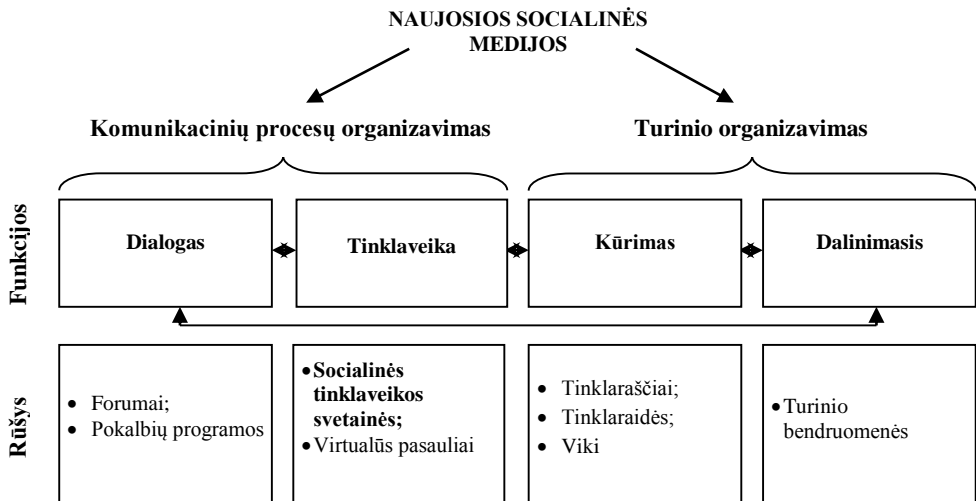 NAUJOSIOS SOCIALINĖS
MEDIJOS
Komunikacinių procesų organizavimas
Turinio organizavimas
Funkcijos
Dialogas
Tinklaveika
Kūrimas
Dalinimasis
Rūšys
• Forumai;
• Pokalbių programos
• Socialinės
tinklaveikos
svetainės;
• Virtualūs pasauliai
• Tinklaraščiai;
• Tinklaraidės;
• Viki
• Turinio
bendruomenės